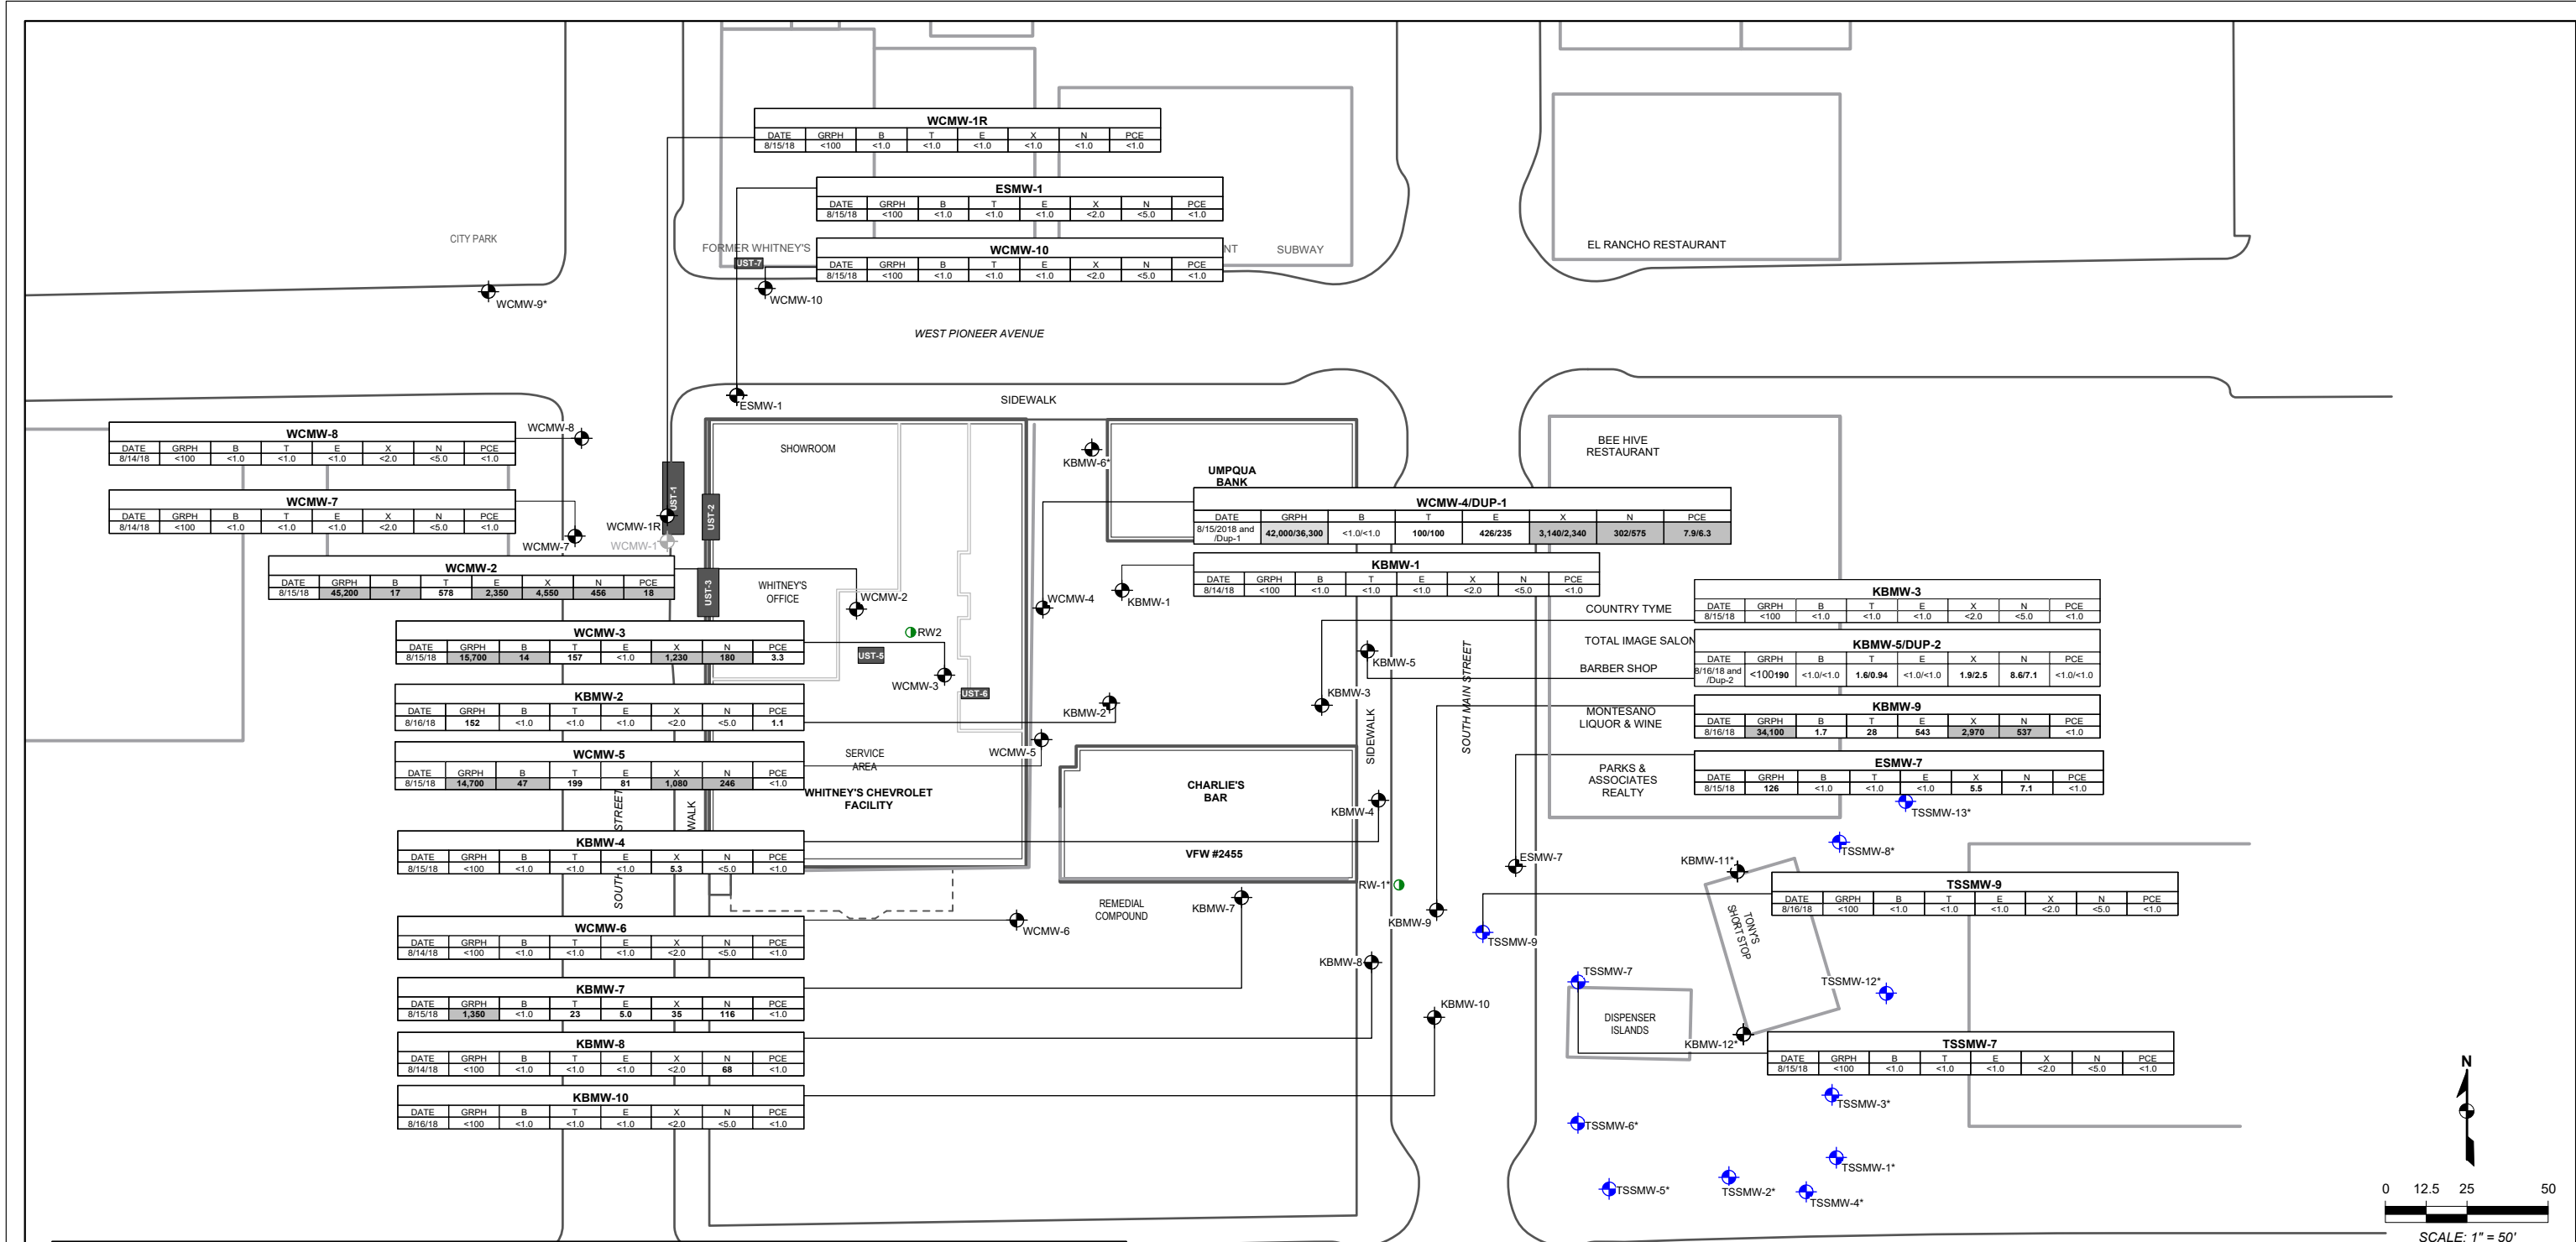 WCMW-1R
DATE GRPH B T E X N PCE
8/15/18 <100 <1.0 <1.0 <1.0 <1.0 <1.0 <1.0
ESMW-1
DATE GRPH B T E X N PCE
8/15/18 <100 <1.0 <1.0 <1.0 <2.0 <5.0 <1.0
CITY PARK
FORMER WHITNEY'S
NT
SUBWAY
EL RANCHO RESTAURANT
WCMW-10
DATE GRPH B T E X N PCE
8/15/18 <100 <1.0 <1.0 <1.0 <2.0 <5.0 <1.0
UST-7
WCMW-9*
WCMW-10
WEST PIONEER AVENUE
ESMW-1
SIDEWALK
WCMW-8
DATE GRPH B T E X N PCE
8/14/18 <100 <1.0 <1.0 <1.0 <2.0 <5.0 <1.0
WCMW-8
SHOWROOM
KBMW-6*
UMPQUA
BANK
BEE HIVE
RESTAURANT
WCMW-7
DATE GRPH B T E X N PCE
8/14/18 <100 <1.0 <1.0 <1.0 <2.0 <5.0 <1.0
UST-1
UST-2
WCMW-1R
WCMW-7
WCMW-1
WCMW-4/DUP-1
DATE GRPH B T E X N PCE
8/15/2018 and
/Dup-1 42,000/36,300 <1.0/<1.0 100/100 426/235 3,140/2,340 302/575 7.9/6.3
WCMW-2
DATE GRPH B T E X N PCE
8/15/18 45,200 17 578 2,350 4,550 456 18
KBMW-1
DATE GRPH B T E X N PCE
8/14/18 <100 <1.0 <1.0 <1.0 <2.0 <5.0 <1.0
UST-3
WHITNEY'S
OFFICE
WCMW-2
WCMW-4
KBMW-1
COUNTRY TYME
KBMW-3
DATE GRPH B T E X N PCE
8/15/18 <100 <1.0 <1.0 <1.0 <2.0 <5.0 <1.0
WCMW-3
DATE GRPH B T E X N PCE
8/15/18 15,700 14 157 <1.0 1,230 180 3.3
RW2
UST-5
WCMW-3
UST-6
KBMW-5
TOTAL IMAGE SALON
BARBER SHOP
KBMW-5/DUP-2
DATE GRPH B T E X N PCE
8/16/18 and
/Dup-2 <100190 <1.0/<1.0 1.6/0.94 <1.0/<1.0 1.9/2.5 8.6/7.1 <1.0/<1.0
KBMW-2
DATE GRPH B T E X N PCE
8/16/18 152 <1.0 <1.0 <1.0 <2.0 <5.0 1.1
KBMW-2
KBMW-3
SIDEWALK
SOUTH MAIN STREET
MONTESANO
LIQUOR & WINE
KBMW-9
DATE GRPH B T E X N PCE
8/16/18 34,100 1.7 28 543 2,970 537 <1.0
WCMW-5
DATE GRPH B T E X N PCE
8/15/18 14,700 47 199 81 1,080 246 <1.0
WCMW-5
SERVICE
AREA
WHITNEY'S CHEVROLET
FACILITY
CHARLIE'S
BAR
PARKS &
ASSOCIATES
REALTY
ESMW-7
DATE GRPH B T E X N PCE
8/15/18 126 <1.0 <1.0 <1.0 5.5 7.1 <1.0
SOUTH
STREET
WALK
KBMW-4
TSSMW-13*
TSSMW-8*
KBMW-4
DATE GRPH B T E X N PCE
8/15/18 <100 <1.0 <1.0 <1.0 5.3 <5.0 <1.0
VFW #2455
ESMW-7
KBMW-11*
RW-1*
TSSMW-9
DATE GRPH B T E X N PCE
8/16/18 <100 <1.0 <1.0 <1.0 <2.0 <5.0 <1.0
REMEDIAL
COMPOUND
KBMW-7
KBMW-9
TONY'S
SHORT STOP
WCMW-6
DATE GRPH B T E X N PCE
8/14/18 <100 <1.0 <1.0 <1.0 <2.0 <5.0 <1.0
WCMW-6
TSSMW-9
KBMW-8
TSSMW-7
TSSMW-12*
KBMW-7
DATE GRPH B T E X N PCE
8/15/18 1,350 <1.0 23 5.0 35 116 <1.0
KBMW-10
DISPENSER
ISLANDS
KBMW-12*
KBMW-8
DATE GRPH B T E X N PCE
8/14/18 <100 <1.0 <1.0 <1.0 <2.0 68 <1.0
TSSMW-7
DATE GRPH B T E X N PCE
8/15/18 <100 <1.0 <1.0 <1.0 <2.0 <5.0 <1.0
KBMW-10
DATE GRPH B T E X N PCE
8/16/18 <100 <1.0 <1.0 <1.0 <2.0 <5.0 <1.0
TSSMW-3*
TSSMW-6*
TSSMW-1*
TSSMW-5*
TSSMW-2*
TSSMW-4*
N
0 12.5 25 50
SCALE: 1" = 50'